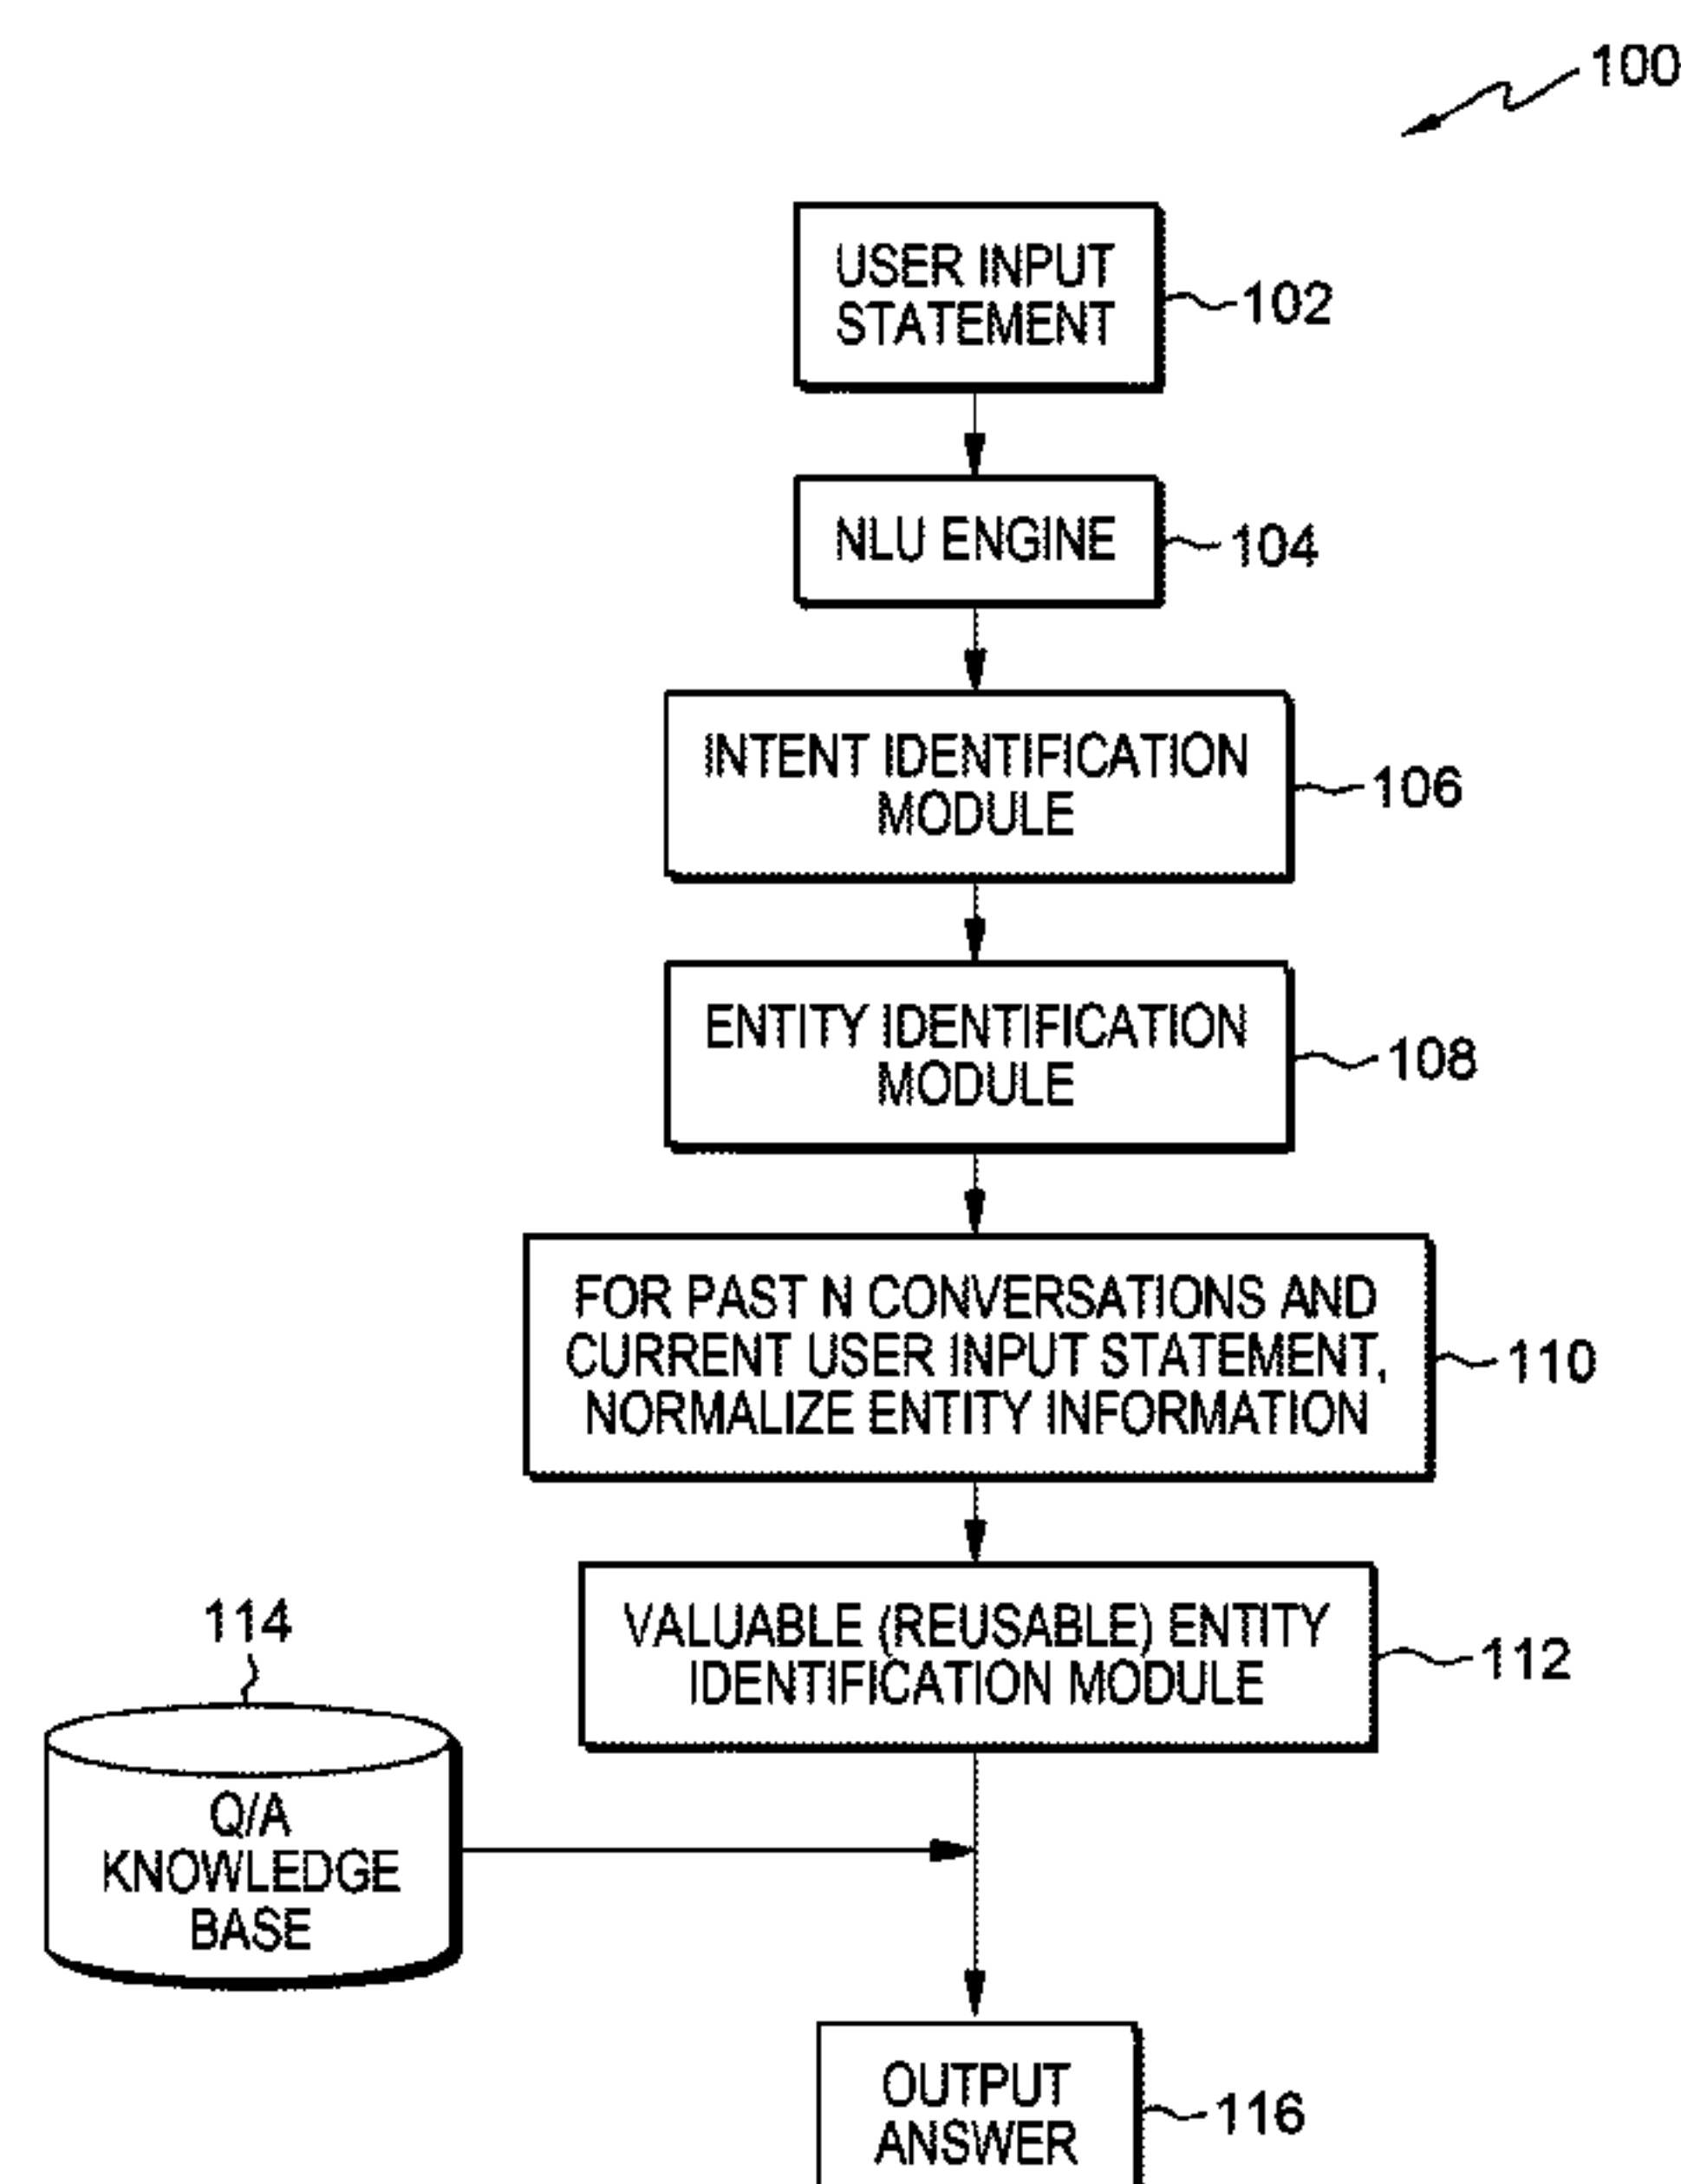 100
USER INPUT
STATEMENT
102
NLU ENGINE
104
INTENT IDENTIFICATION
MODULE
106
ENTITY IDENTIFICATION
MODULE
108
FOR PAST N CONVERSATIONS AND
CURRENT USER INPUT STATEMENT,
NORMALIZE ENTITY INFORMATION
110
VALUABLE (REUSABLE) ENTITY
IDENTIFICATION MODULE
112
114
Q/A
KNOWLEDGE
BASE
OUTPUT
ANSWER
116